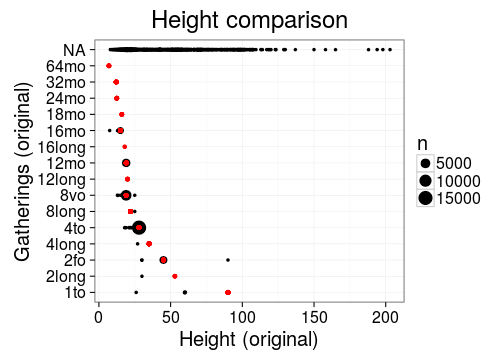 Height comparison
Gatherings (original)
NA
64mo
32mo
24mo
18mo
16mo
16long
12mo
12long
8vo
8long
4to
4long
2fo
2long
1to
0 50 100 150 200
Height (original)
n
5000
10000
15000